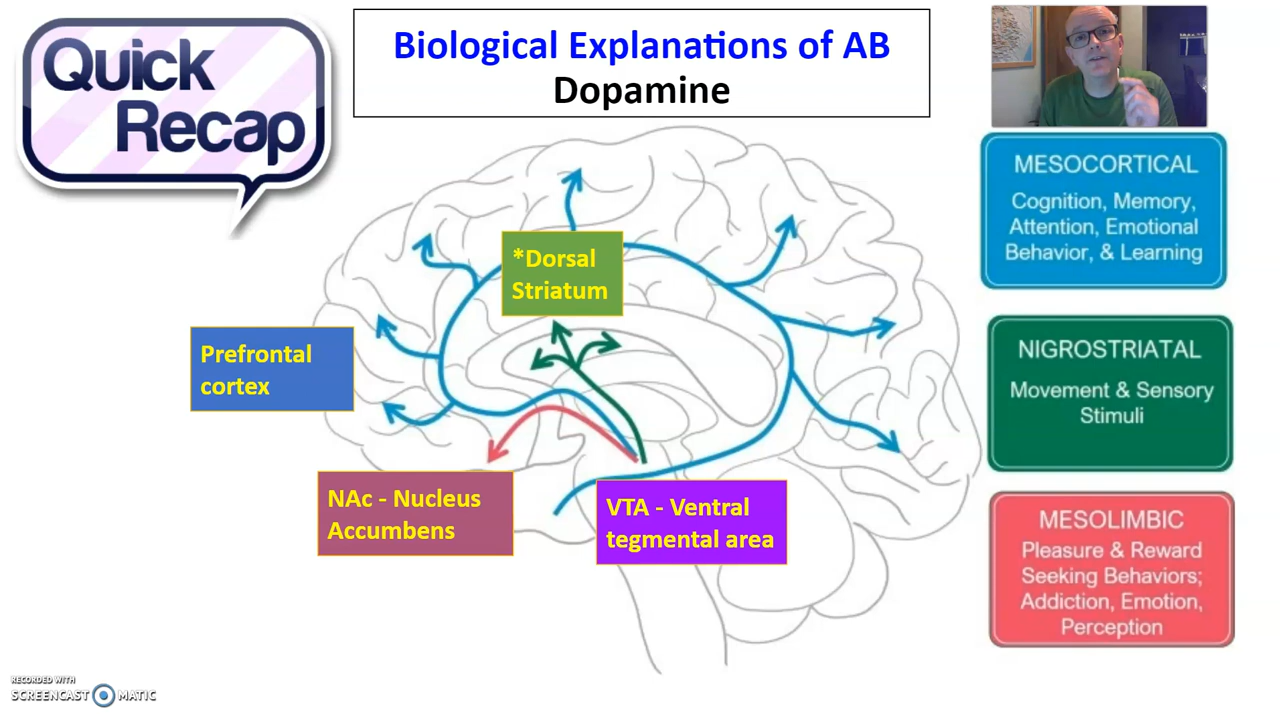 Quick
Recap
Biological Explanations of AB
Dopamine
MESOCORTICAL
Cognition, Memory,
Attention, Emotional
Behavior, & Learning
*Dorsal
Striatum
Prefrontal
cortex
NIGROSTRIATAL
Movement & Sensory
Stimuli
NAc - Nucleus
Accumbens
VTA - Ventral
tegmental area
MESOLIMBIC
Pleasure & Reward
Seeking Behaviors;
Addiction, Emotion,
Perception
RECORDED WITH
SCREENCAST MATIC